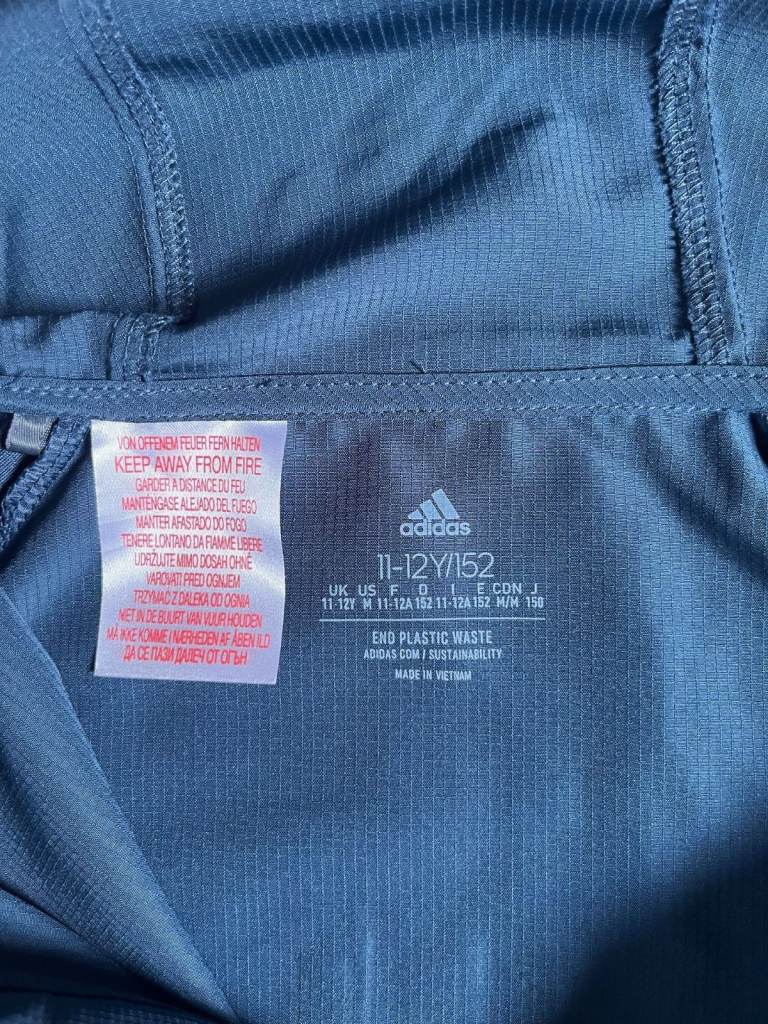 VON OFFENEM FEUER FERN HALTEN
KEEP AWAY FROM FIRE
GARDER A DISTANCE DU FEU
MANTÉNGASE ALEJADO DEL FUEGO
MANTER AFASTADO DO FOGO
TENERE LONTANO DA FIAMME LIBERE
UDRŽUJTE MIMO DOSAH OHNĚ
VAROVATI PRED OGNJEM
TRZYMAĆ Z DALEKA OD OGNIA
NIET IN DE BUURT VAN VUUR HOUDEN
MÅ IKKE KOMME I NÆRHEDEN AF ÅBEN ILD
ДА СЕ ПАЗИ ДАЛЕЧ ОТ ОГЪН
adidas
11-12Y/152
UK US F D I E CDN J
11-12Y M 11-12A 152 11-12A 152 M/M 150
END PLASTIC WASTE
ADIDAS.COM / SUSTAINABILITY
MADE IN VIETNAM